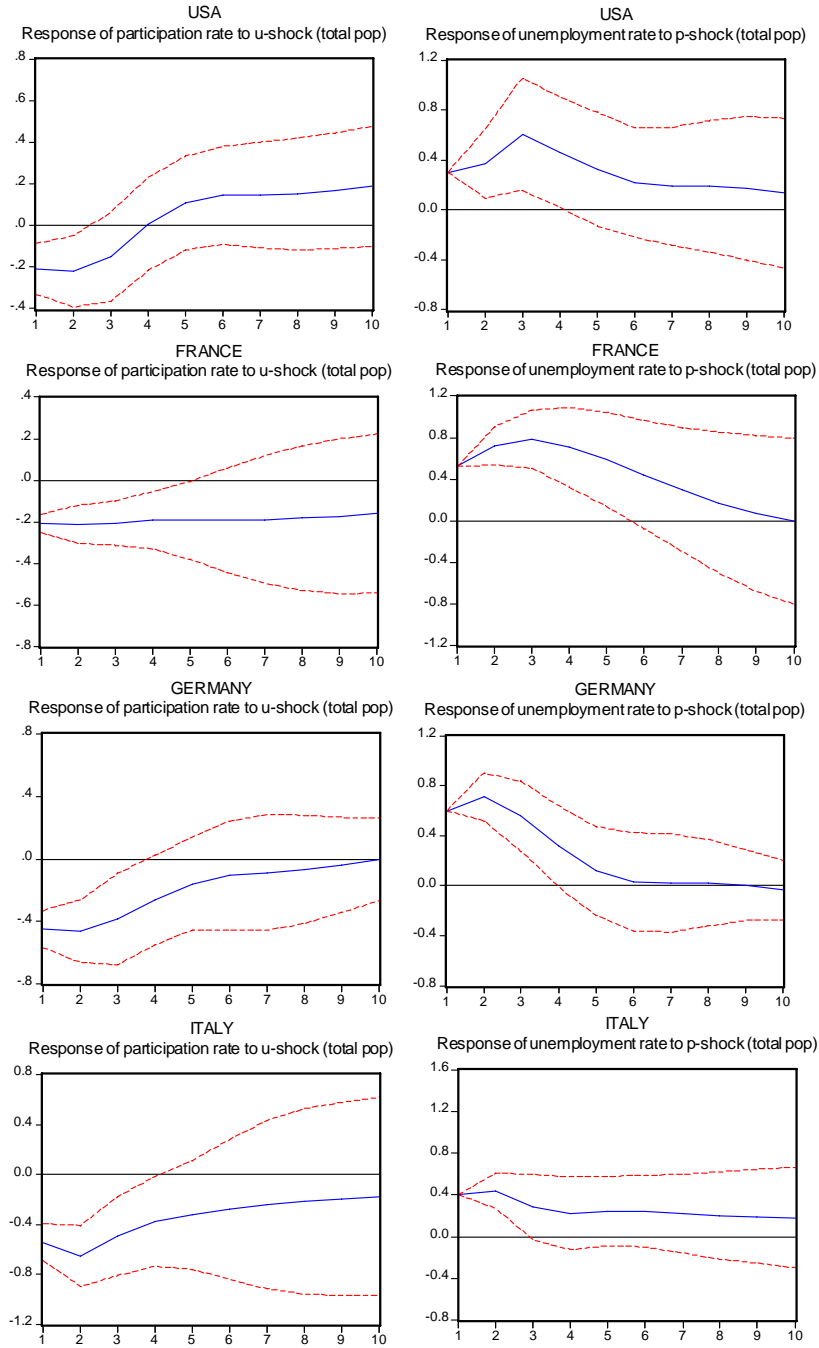 USA
Response of participation rate to u-shock (total pop)
.8
.6
.4
.2
.0
-.2
-.4
1 2 3 4 5 6 7 8 9 10
USA
Response of unemployment rate to p-shock (total pop)
1.2
0.8
0.4
0.0
-0.4
-0.8
1 2 3 4 5 6 7 8 9 10
FRANCE
Response of participation rate to u-shock (total pop)
.4
.2
.0
-.2
-.4
-.6
-.8
1 2 3 4 5 6 7 8 9 10
FRANCE
Response of unemployment rate to p-shock (total pop)
1.2
0.8
0.4
0.0
-0.4
-0.8
-1.2
1 2 3 4 5 6 7 8 9 10
GERMANY
Response of participation rate to u-shock (total pop)
.8
.4
.0
-.4
-.8
1 2 3 4 5 6 7 8 9 10
GERMANY
Response of unemployment rate to p-shock (total pop)
1.2
0.8
0.4
0.0
-0.4
-0.8
1 2 3 4 5 6 7 8 9 10
ITALY
Response of participation rate to u-shock (total pop)
0.8
0.4
0.0
-0.4
-0.8
-1.2
1 2 3 4 5 6 7 8 9 10
ITALY
Response of unemployment rate to p-shock (total pop)
1.6
1.2
0.8
0.4
0.0
-0.4
-0.8
1 2 3 4 5 6 7 8 9 10